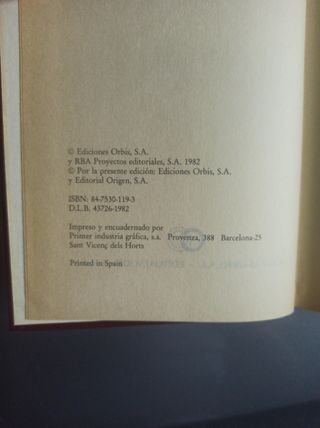 © Ediciones Orbis, S.A.
y RBA Proyectos editoriales, S.A. 1982
© Por la presente edición: Ediciones Orbis, S.A.
y Editorial Origen, S.A.
ISBN: 84-7530-119-3
D.L.B. 43726-1982
Impreso y encuadernado por
Primer industria gráfica, s.a. Provenza, 388 Barcelona-25
Sant Vicenç dels Horts
Printed in Spain